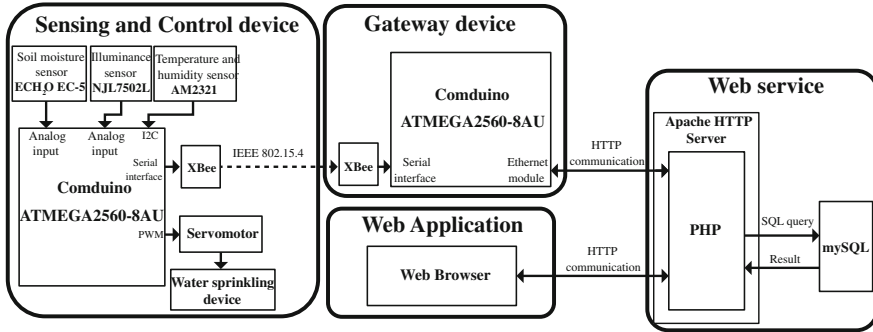 Sensing and Control device
Soil moisture
sensor
ECH₂O EC-5
Illuminance
sensor
NJL7502L
Temperature and
humidity sensor
AM2321
Analog
input
Analog
input
I2C
Serial
interface
Comduino
ATMEGA2560-8AU
PWM
XBee
IEEE 802.15.4
Servomotor
Water sprinkling
device
Gateway device
XBee
Comduino
ATMEGA2560-8AU
Serial
interface
Ethernet
module
HTTP
communication
Web Application
Web Browser
HTTP
communication
Web service
Apache HTTP
Server
PHP
SQL query
Result
mySQL